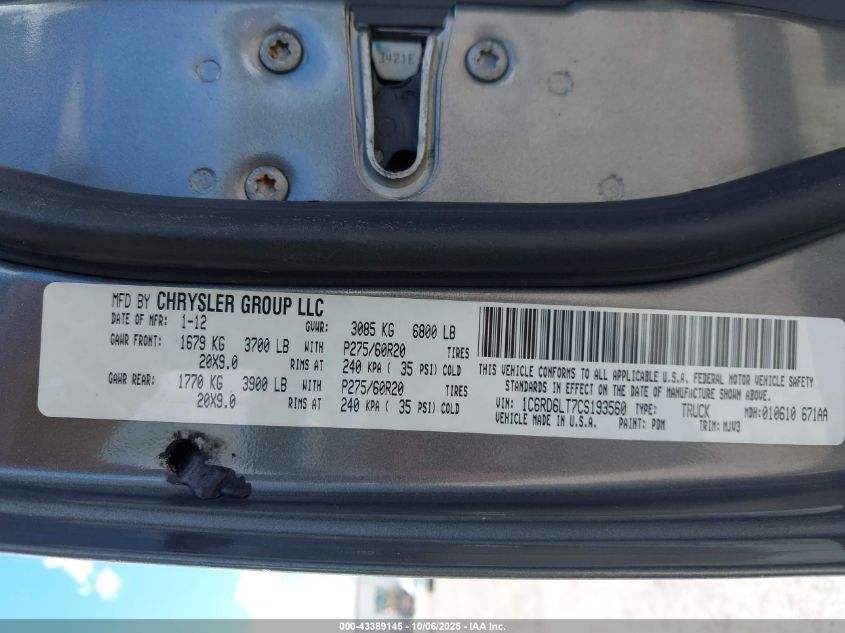 3421E
MFD BY CHRYSLER GROUP LLC
DATE OF MFR: 1-12 GVWR: 3085 KG 6800 LB
GAWR FRONT: 1679 KG 3700 LB WITH P275/60R20 TIRES
20X9.0 RIMS AT 240 KPA ( 35 PSI) COLD
GAWR REAR: 1770 KG 3900 LB WITH P275/60R20 TIRES
20X9.0 RIMS AT 240 KPA ( 35 PSI) COLD
THIS VEHICLE CONFORMS TO ALL APPLICABLE U.S.A. FEDERAL MOTOR VEHICLE SAFETY
STANDARDS IN EFFECT ON THE DATE OF MANUFACTURE SHOWN ABOVE.
VIN: 1C6RD6LT7CS193560 TYPE: TRUCK MDH: 010610 671AA
VEHICLE MADE IN U.S.A. PAINT: PDM TRIM: MJV3
000-43389145 - 10/06/2025 - IAA Inc.